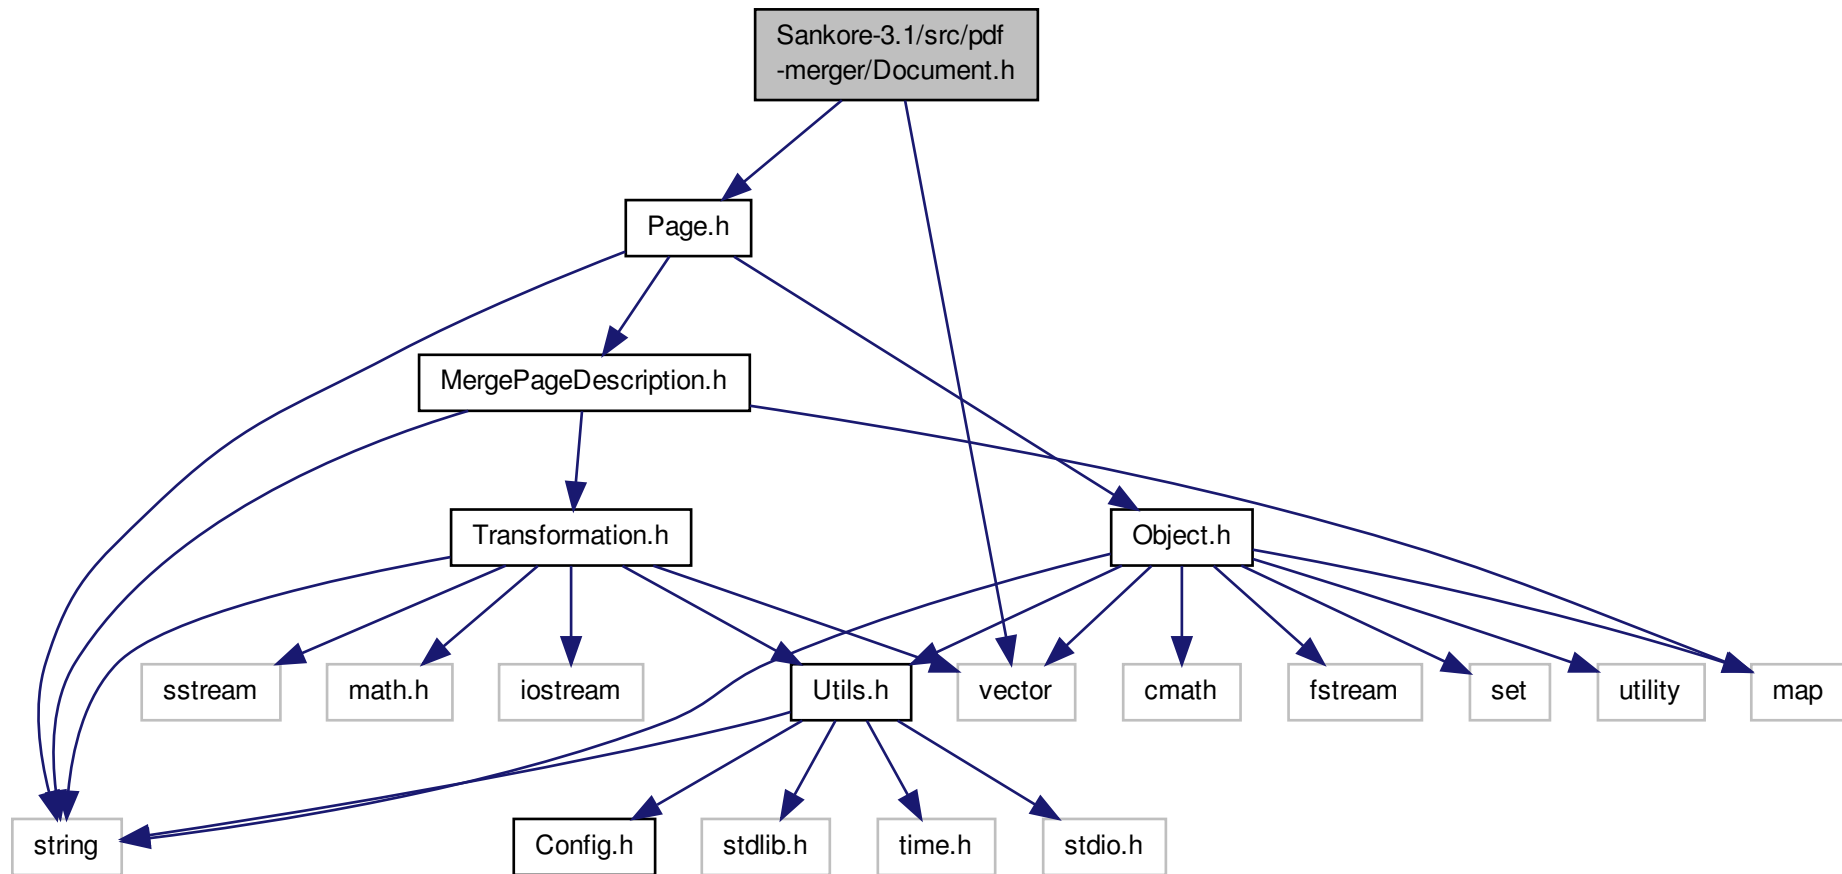 Sankore-3.1/src/pdf
-merger/Document.h
Page.h
MergePageDescription.h
Transformation.h
Object.h
sstream
math.h
iostream
Utils.h
vector
cmath
fstream
set
utility
map
string
Config.h
stdlib.h
time.h
stdio.h